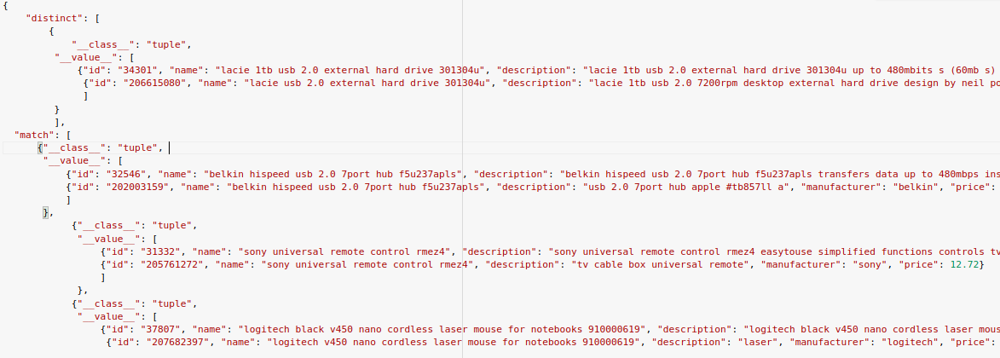 {
"distinct": [
{
"__class__": "tuple",
"__value__": [
{"id": "34301", "name": "lacie 1tb usb 2.0 external hard drive 301304u", "description": "lacie 1tb usb 2.0 external hard drive 301304u up to 480mbits s (60mb s)
{"id": "206615080", "name": "lacie usb 2.0 external hard drive 301304u", "description": "lacie 1tb usb 2.0 7200rpm desktop external hard drive design by neil po
]
}
],
"match": [
{"__class__": "tuple",
"__value__": [
{"id": "32546", "name": "belkin hispeed usb 2.0 7port hub f5u237apls", "description": "belkin hispeed usb 2.0 7port hub f5u237apls transfers data up to 480mbps ins
{"id": "202003159", "name": "belkin hispeed usb 2.0 7port hub f5u237apls", "description": "usb 2.0 7port hub apple #tb857ll a", "manufacturer": "belkin", "price":
]
},
{"__class__": "tuple",
"__value__": [
{"id": "31332", "name": "sony universal remote control rmez4", "description": "sony universal remote control rmez4 easytouse simplified functions controls tv
{"id": "205761272", "name": "sony universal remote control rmez4", "description": "tv cable box universal remote", "manufacturer": "sony", "price": 12.72}
]
},
{"__class__": "tuple",
"__value__": [
{"id": "37807", "name": "logitech black v450 nano cordless laser mouse for notebooks 910000619", "description": "logitech black v450 nano cordless laser mous
{"id": "207682397", "name": "logitech v450 nano cordless laser mouse for notebooks 910000619", "description": "laser", "manufacturer": "logitech", "price":